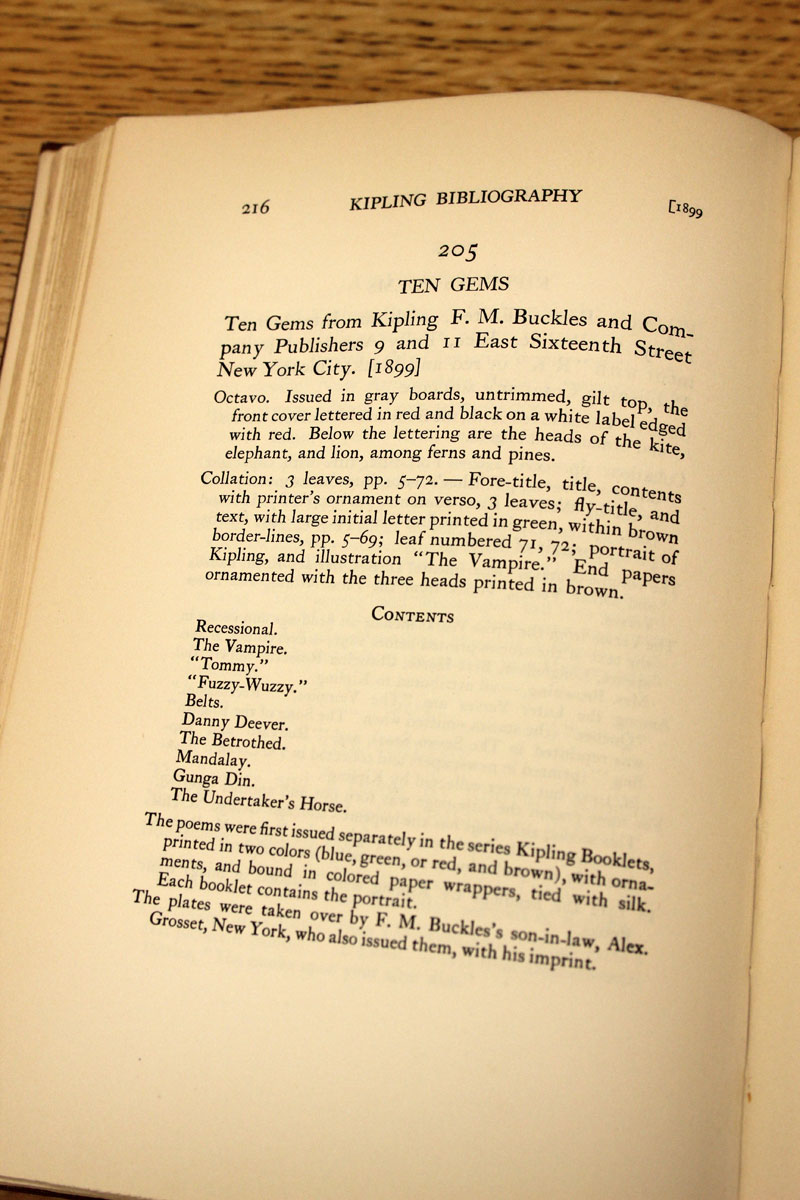 216 KIPLING BIBLIOGRAPHY [1899
205
TEN GEMS
Ten Gems from Kipling F. M. Buckles and Com-
pany Publishers 9 and 11 East Sixteenth Street
New York City. [1899]
Octavo. Issued in gray boards, untrimmed, gilt top, the
front cover lettered in red and black on a white label edged
with red. Below the lettering are the heads of the kite,
elephant, and lion, among ferns and pines.
Collation: 3 leaves, pp. 5–72. — Fore-title, title, contents
with printer's ornament on verso, 3 leaves; fly-title, and
text, with large initial letter printed in green, within brown
border-lines, pp. 5–69; leaf numbered 71, 72; portrait of
Kipling, and illustration "The Vampire." End papers
ornamented with the three heads printed in brown.
CONTENTS
Recessional.
The Vampire.
"Tommy."
"Fuzzy-Wuzzy."
Belts.
Danny Deever.
The Betrothed.
Mandalay.
Gunga Din.
The Undertaker's Horse.
The poems were first issued separately in the series Kipling Booklets,
printed in two colors (blue, green, or red, and brown), with orna-
ments, and bound in colored paper wrappers, tied with silk.
Each booklet contains the portrait.
The plates were taken over by F. M. Buckles's son-in-law, Alex.
Grosset, New York, who also issued them, with his imprint.